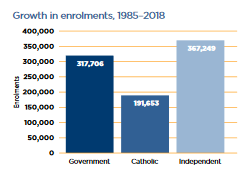 Growth in enrolments, 1985–2018
Enrolments
400,000
350,000
300,000
250,000
200,000
150,000
100,000
50,000
0
317,706
191,653
367,249
Government
Catholic
Independent